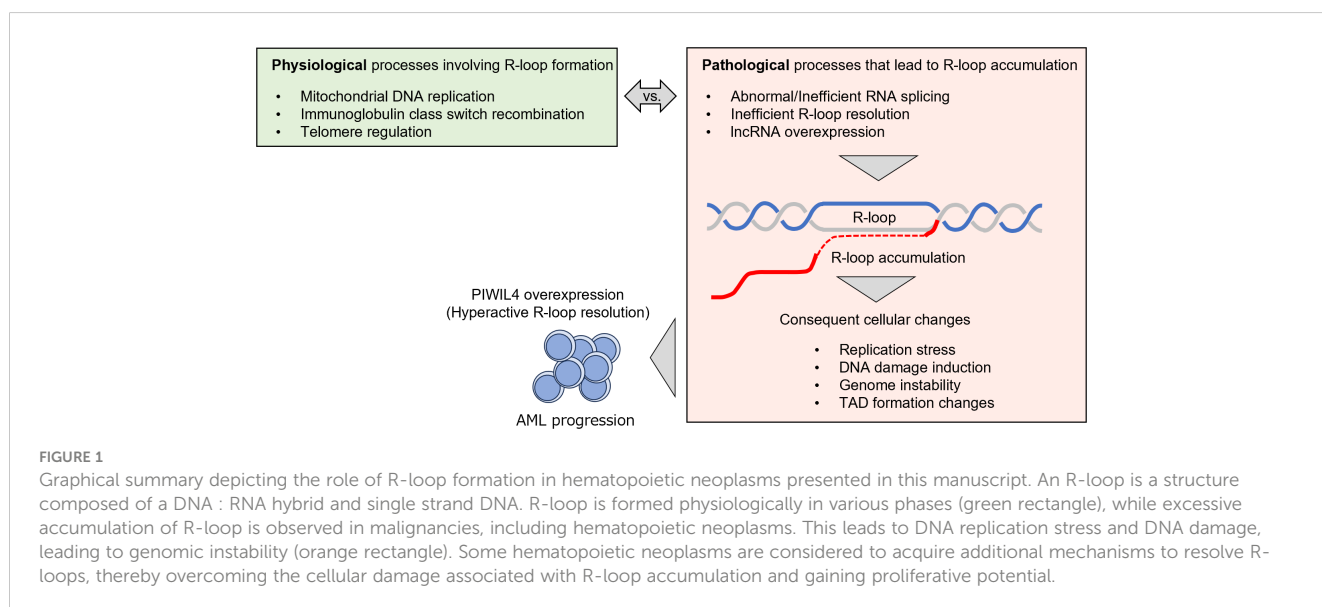 Physiological processes involving R-loop formation
• Mitochondrial DNA replication
• Immunoglobulin class switch recombination
• Telomere regulation
vs.
Pathological processes that lead to R-loop accumulation
• Abnormal/Inefficient RNA splicing
• Inefficient R-loop resolution
• lncRNA overexpression
R-loop
R-loop accumulation
Consequent cellular changes
• Replication stress
• DNA damage induction
• Genome instability
• TAD formation changes
PIWIL4 overexpression
(Hyperactive R-loop resolution)
AML progression
FIGURE 1
Graphical summary depicting the role of R-loop formation in hematopoietic neoplasms presented in this manuscript. An R-loop is a structure
composed of a DNA : RNA hybrid and single strand DNA. R-loop is formed physiologically in various phases (green rectangle), while excessive
accumulation of R-loop is observed in malignancies, including hematopoietic neoplasms. This leads to DNA replication stress and DNA damage,
leading to genomic instability (orange rectangle). Some hematopoietic neoplasms are considered to acquire additional mechanisms to resolve R-
loops, thereby overcoming the cellular damage associated with R-loop accumulation and gaining proliferative potential.